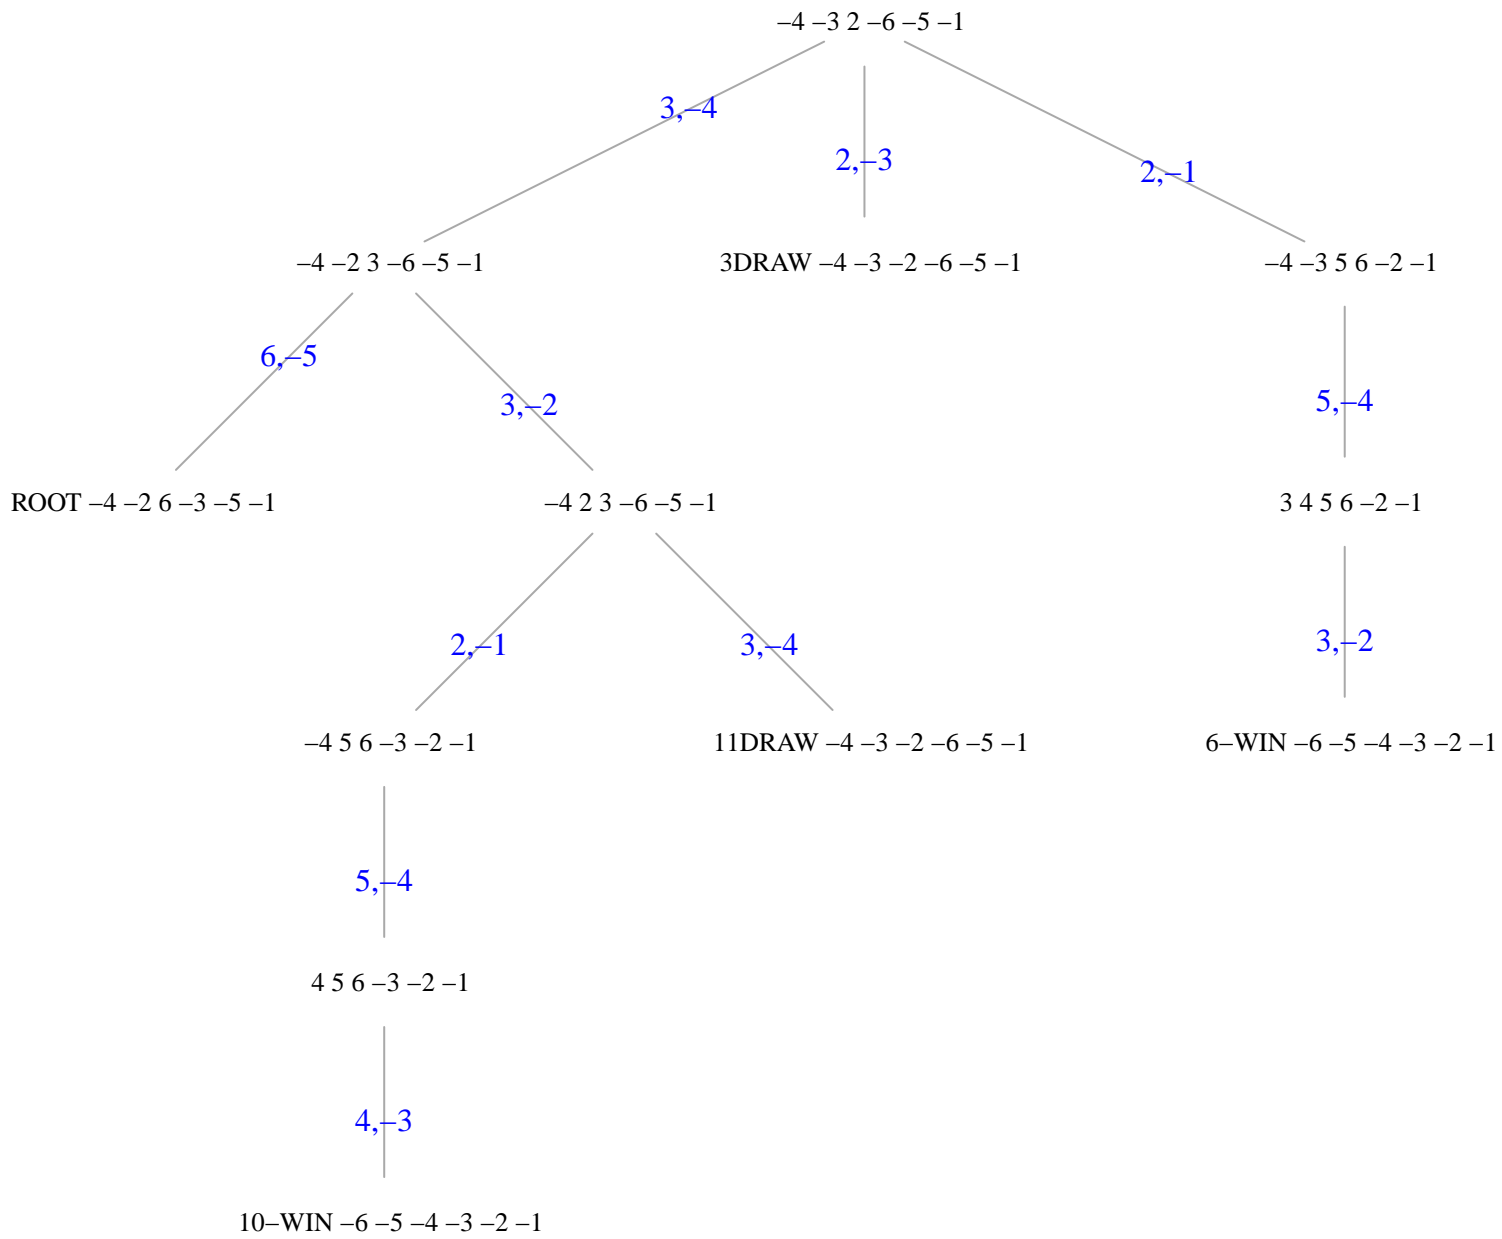 –4 –3 2 –6 –5 –1
3,–4
2,–3
2,–1
–4 –2 3 –6 –5 –1
3DRAW –4 –3 –2 –6 –5 –1
–4 –3 5 6 –2 –1
6,–5
3,–2
5,–4
ROOT –4 –2 6 –3 –5 –1
–4 2 3 –6 –5 –1
3 4 5 6 –2 –1
2,–1
3,–4
3,–2
–4 5 6 –3 –2 –1
11DRAW –4 –3 –2 –6 –5 –1
6–WIN –6 –5 –4 –3 –2 –1
5,–4
4 5 6 –3 –2 –1
4,–3
10–WIN –6 –5 –4 –3 –2 –1